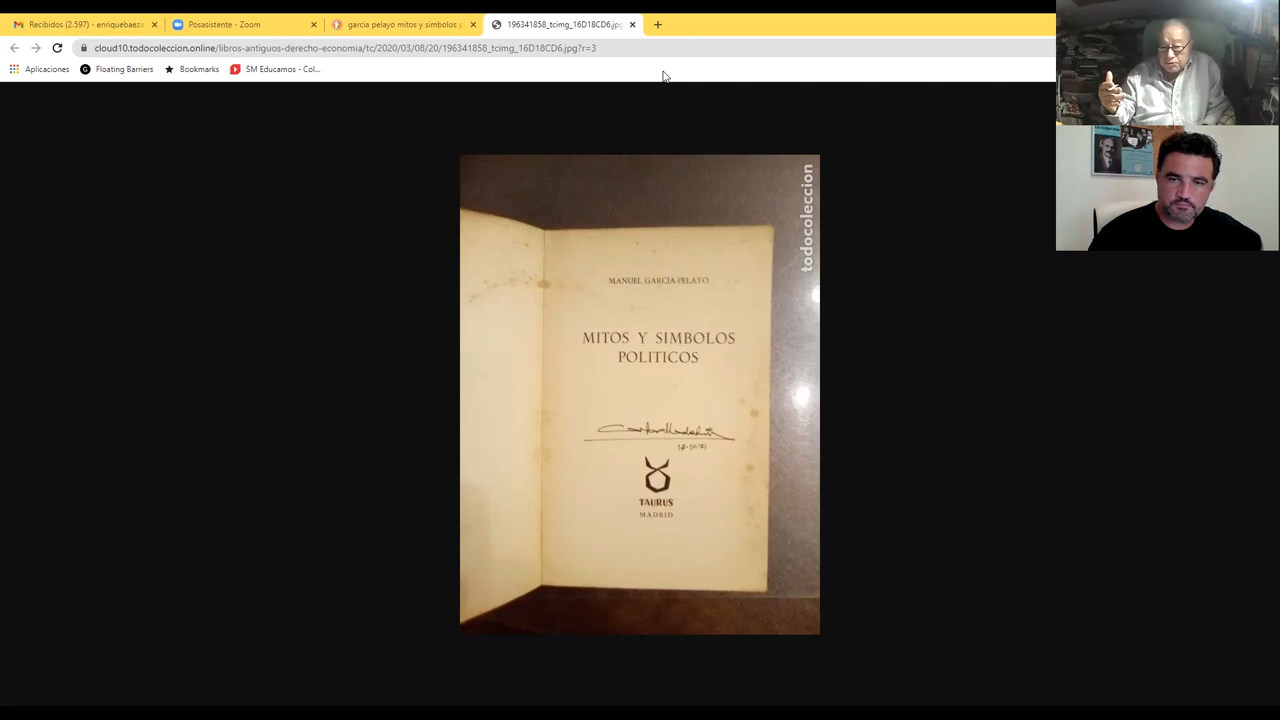 Recibidos (2.597) - enriquebaeza
Posasistente - Zoom
garcia pelayo mitos y simbolos p
196341858_tcimg_16D18CD6.jpg
cloud10.todocoleccion.online/libros-antiguos-derecho-economia/tc/2020/03/08/20/196341858_tcimg_16D18CD6.jpg?r=3
Aplicaciones
Floating Barriers
Bookmarks
SM Educamos - Col...
todocoleccion
MANUEL GARCIA-PELAYO
MITOS Y SIMBOLOS
POLITICOS
TAURUS
MADRID